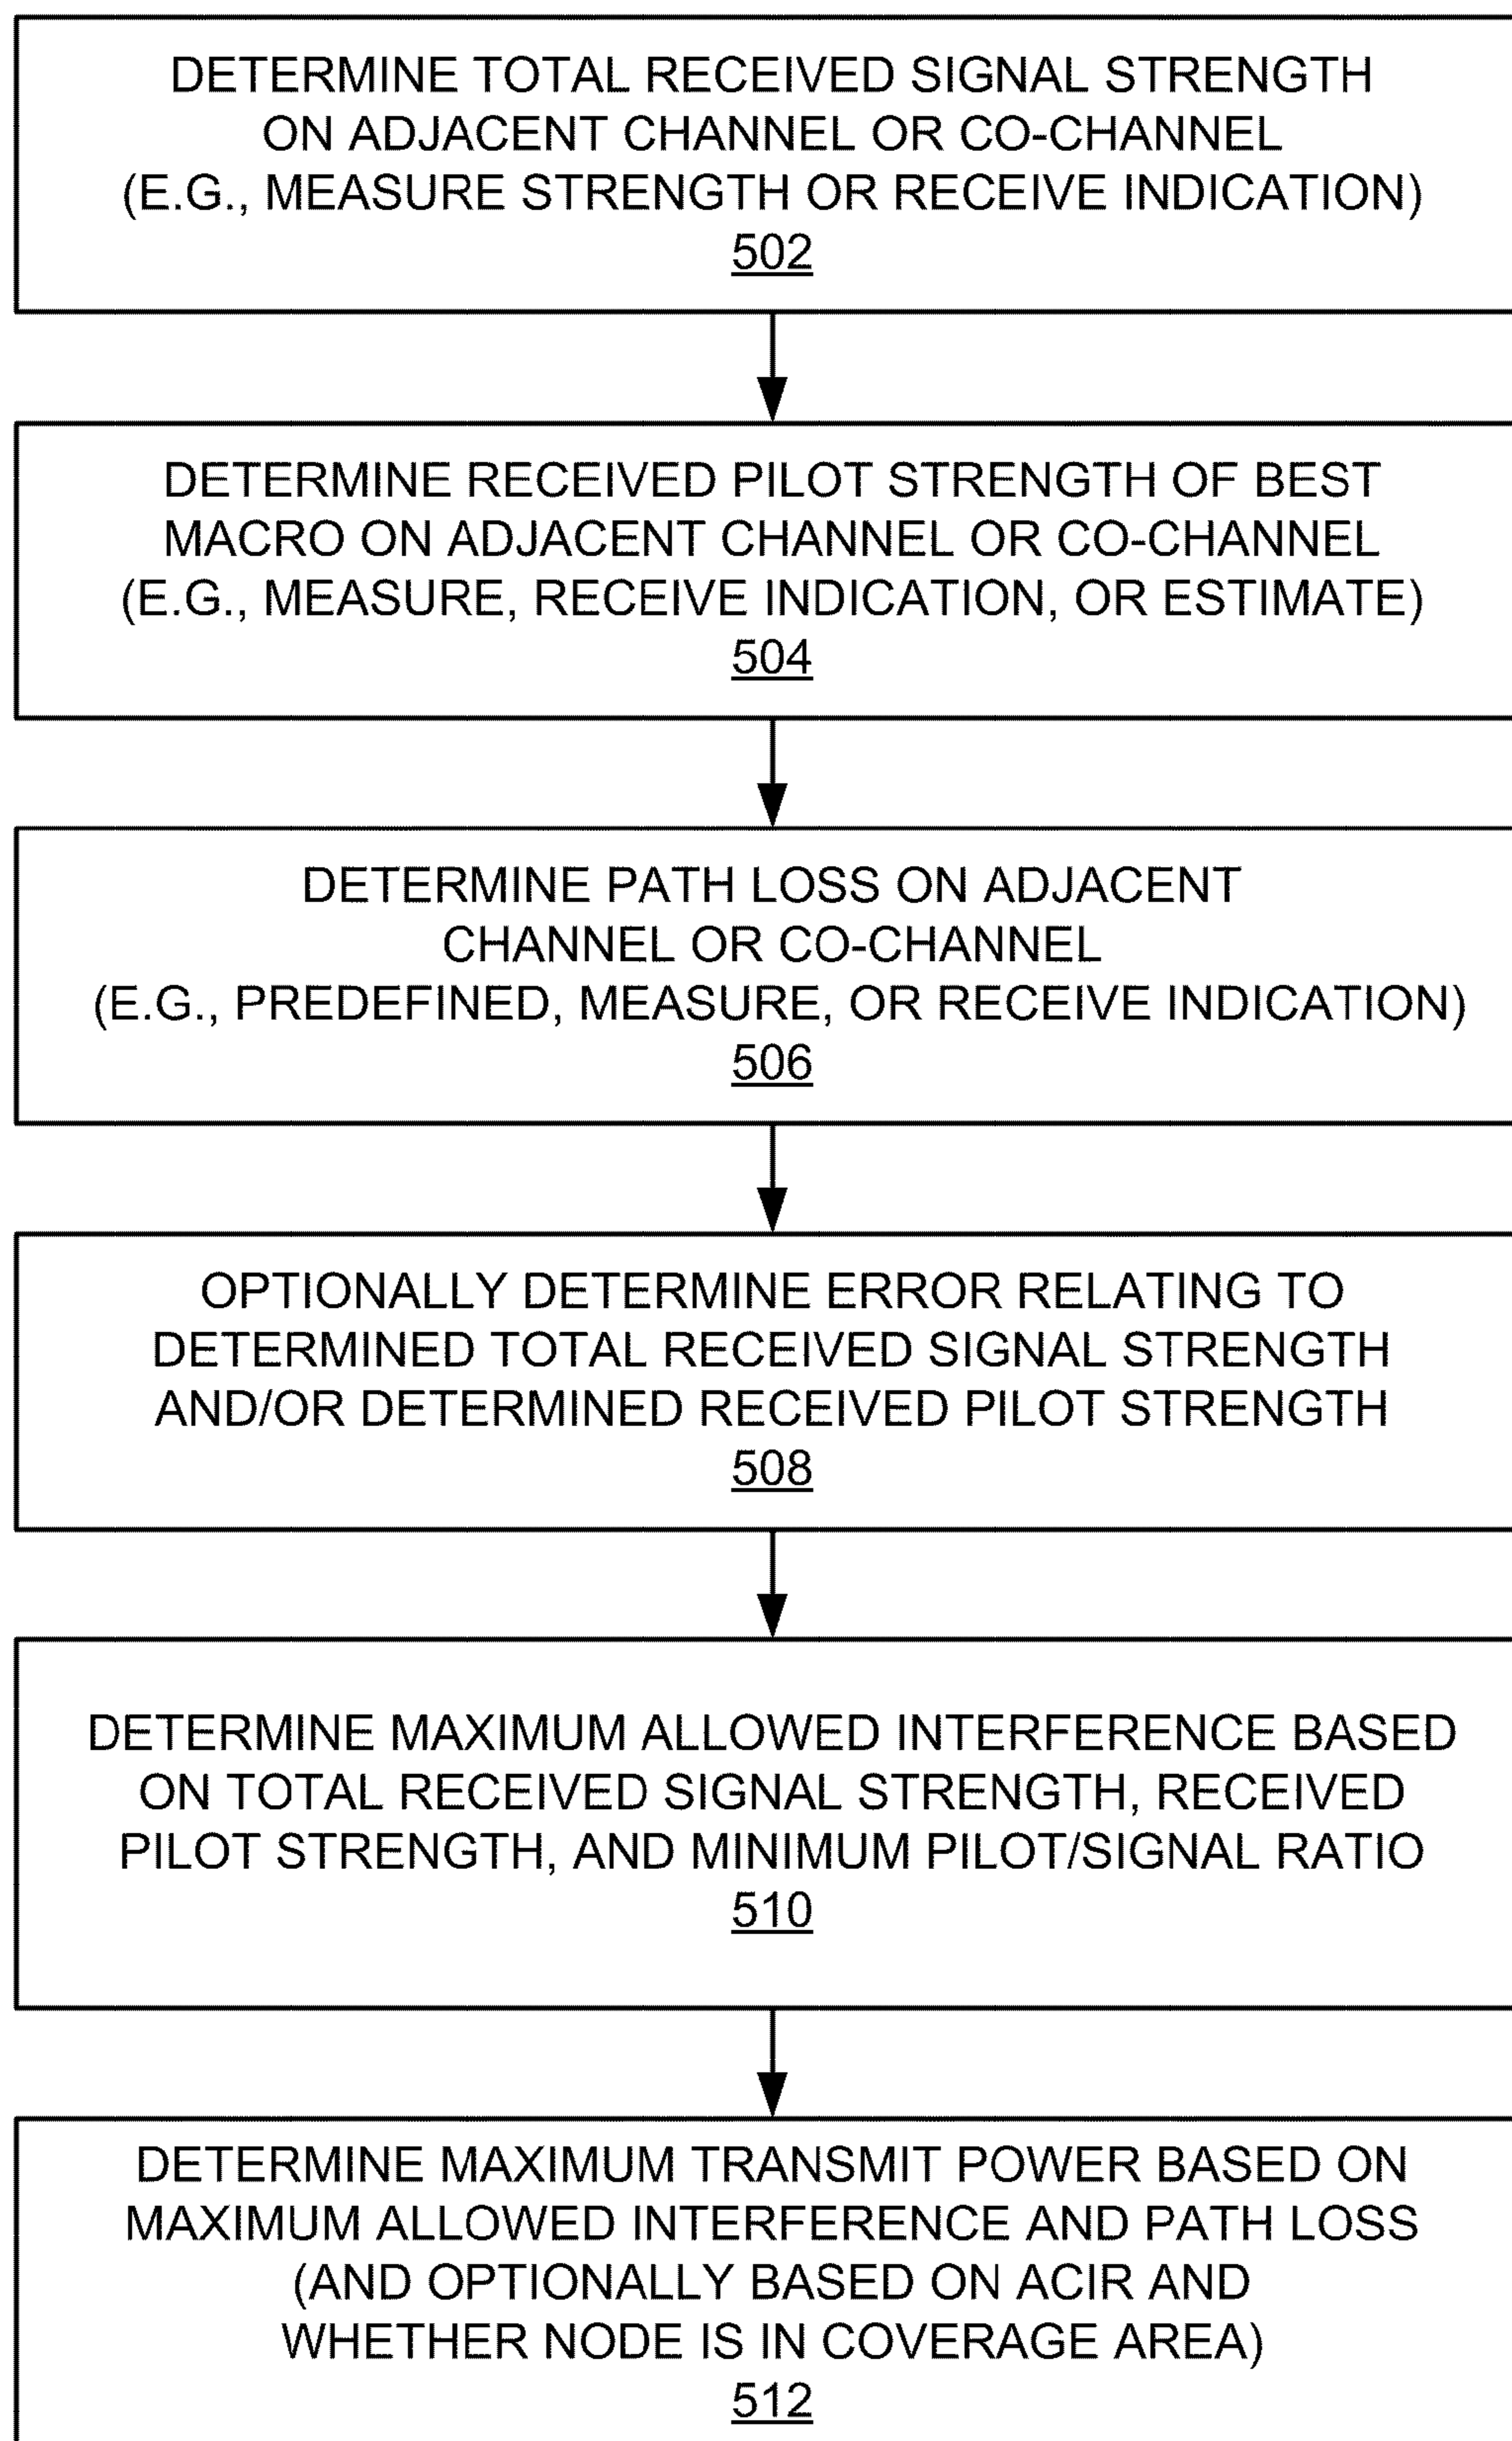 DETERMINE TOTAL RECEIVED SIGNAL STRENGTH
ON ADJACENT CHANNEL OR CO-CHANNEL
(E.G., MEASURE STRENGTH OR RECEIVE INDICATION)
502
DETERMINE RECEIVED PILOT STRENGTH OF BEST
MACRO ON ADJACENT CHANNEL OR CO-CHANNEL
(E.G., MEASURE, RECEIVE INDICATION, OR ESTIMATE)
504
DETERMINE PATH LOSS ON ADJACENT
CHANNEL OR CO-CHANNEL
(E.G., PREDEFINED, MEASURE, OR RECEIVE INDICATION)
506
OPTIONALLY DETERMINE ERROR RELATING TO
DETERMINED TOTAL RECEIVED SIGNAL STRENGTH
AND/OR DETERMINED RECEIVED PILOT STRENGTH
508
DETERMINE MAXIMUM ALLOWED INTERFERENCE BASED
ON TOTAL RECEIVED SIGNAL STRENGTH, RECEIVED
PILOT STRENGTH, AND MINIMUM PILOT/SIGNAL RATIO
510
DETERMINE MAXIMUM TRANSMIT POWER BASED ON
MAXIMUM ALLOWED INTERFERENCE AND PATH LOSS
(AND OPTIONALLY BASED ON ACIR AND
WHETHER NODE IS IN COVERAGE AREA)
512